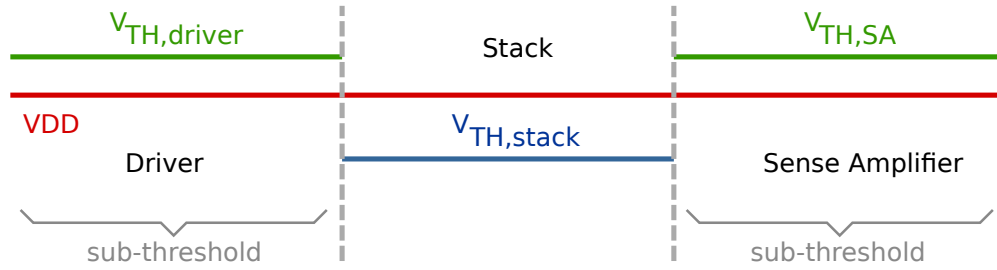 VTH,driver
Stack
VTH,SA
VDD
VTH,stack
Driver
Sense Amplifier
sub-threshold
sub-threshold